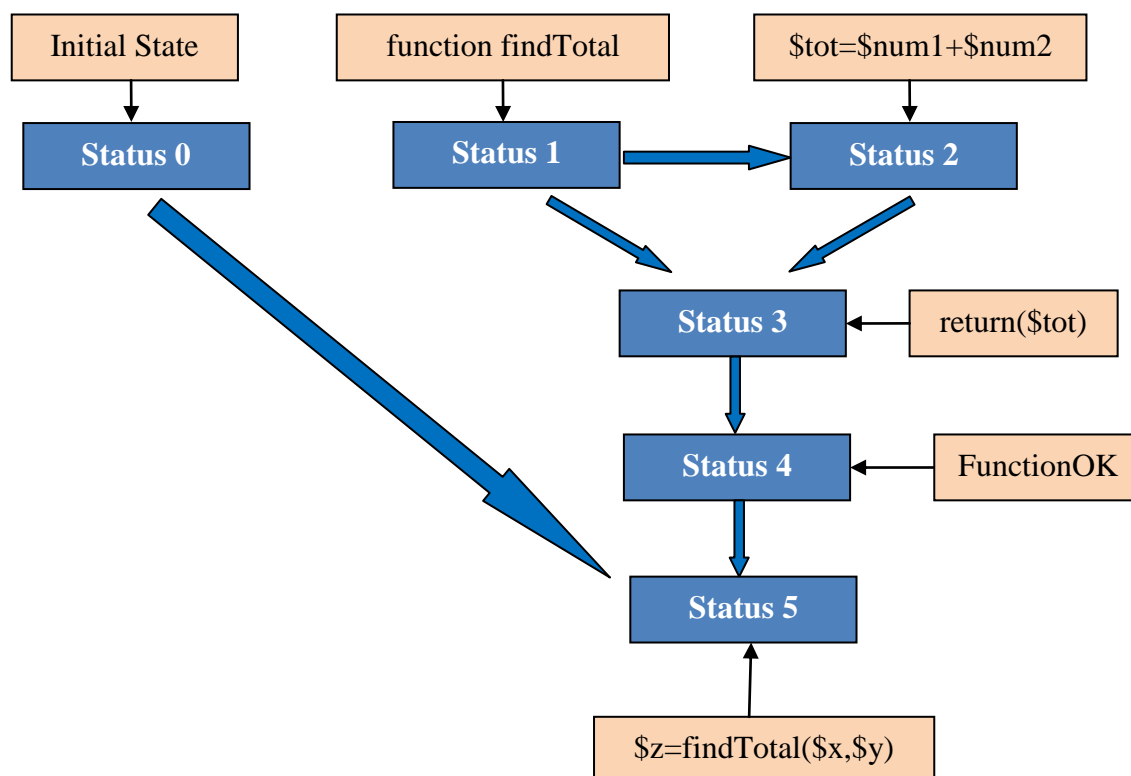 Initial State
function findTotal
$tot=$num1+$num2
Status 0
Status 1
Status 2
Status 3
return($tot)
Status 4
FunctionOK
Status 5
$z=findTotal($x,$y)